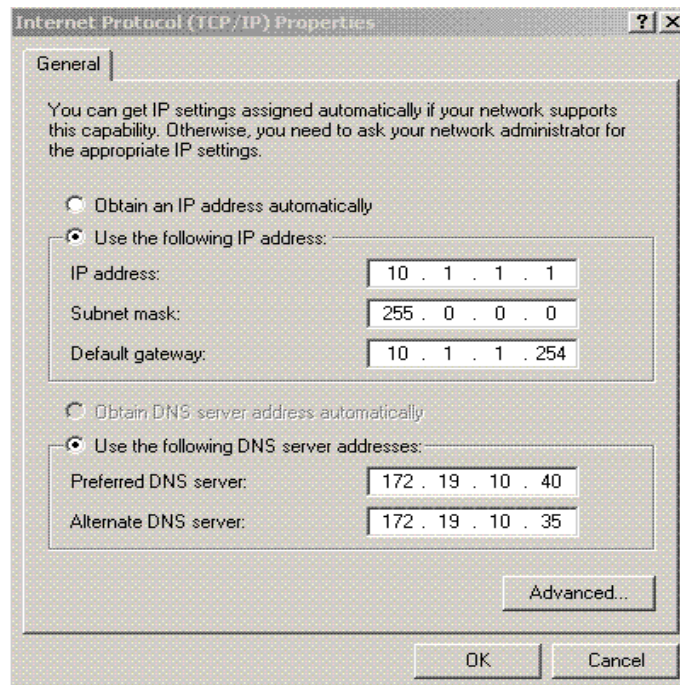 Internet Protocol (TCP/IP) Properties
General
You can get IP settings assigned automatically if your network supports
this capability. Otherwise, you need to ask your network administrator for
the appropriate IP settings.
Obtain an IP address automatically
Use the following IP address:
IP address: 10 . 1 . 1 . 1
Subnet mask: 255 . 0 . 0 . 0
Default gateway: 10 . 1 . 1 . 254
Obtain DNS server address automatically
Use the following DNS server addresses:
Preferred DNS server: 172 . 19 . 10 . 40
Alternate DNS server: 172 . 19 . 10 . 35
Advanced...
OK Cancel